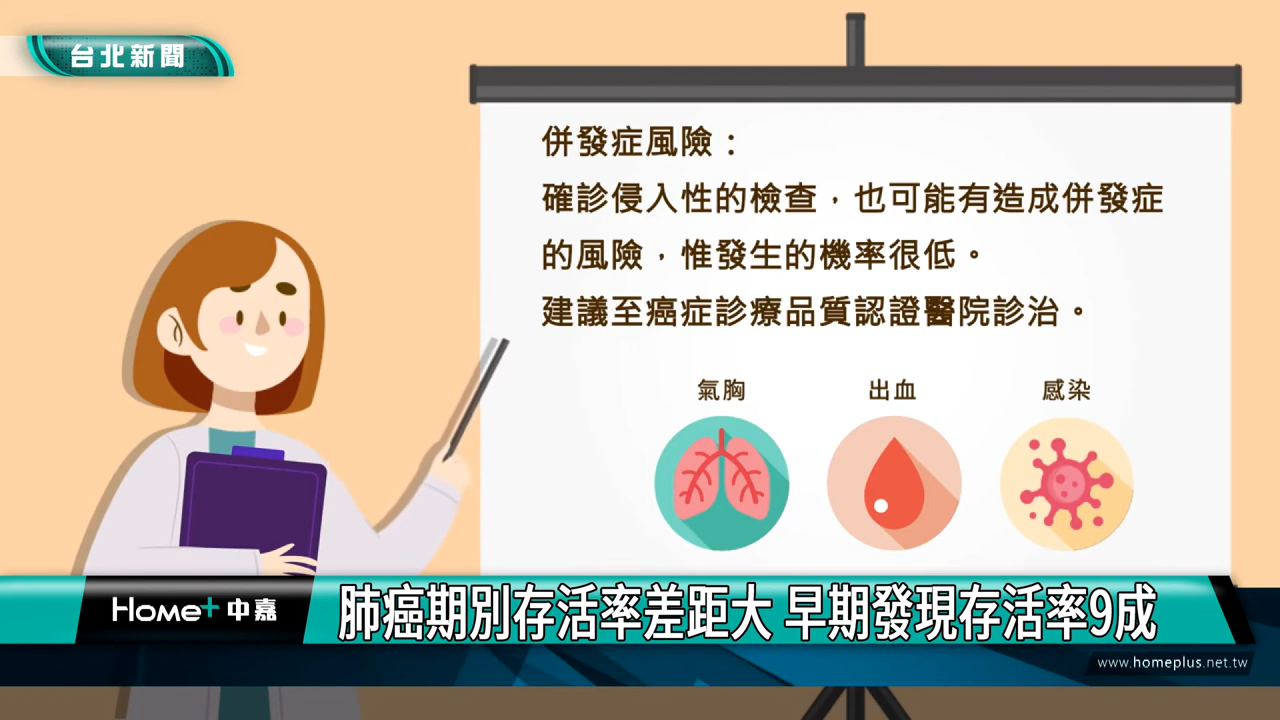 台北新聞
併發症風險：
確診侵入性的檢查，也可能有造成併發症
的風險，惟發生的機率很低。
建議至癌症診療品質認證醫院診治。
氣胸 出血 感染
Home+ 中嘉
肺癌期別存活率差距大 早期發現存活率9成
www.homeplus.net.tw